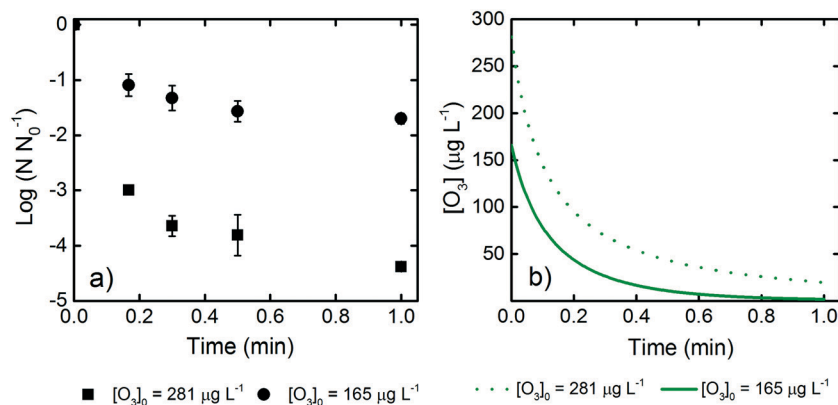 0
-1
-2
-3
-4
-5
Log (N N₀⁻¹)
a)
0.0 0.2 0.4 0.6 0.8 1.0
Time (min)
■ [O₃]₀ = 281 µg L⁻¹ ● [O₃]₀ = 165 µg L⁻¹
300
250
200
150
100
50
[O₃] (µg L⁻¹)
b)
0.0 0.2 0.4 0.6 0.8 1.0
Time (min)
[O₃]₀ = 281 µg L⁻¹ [O₃]₀ = 165 µg L⁻¹